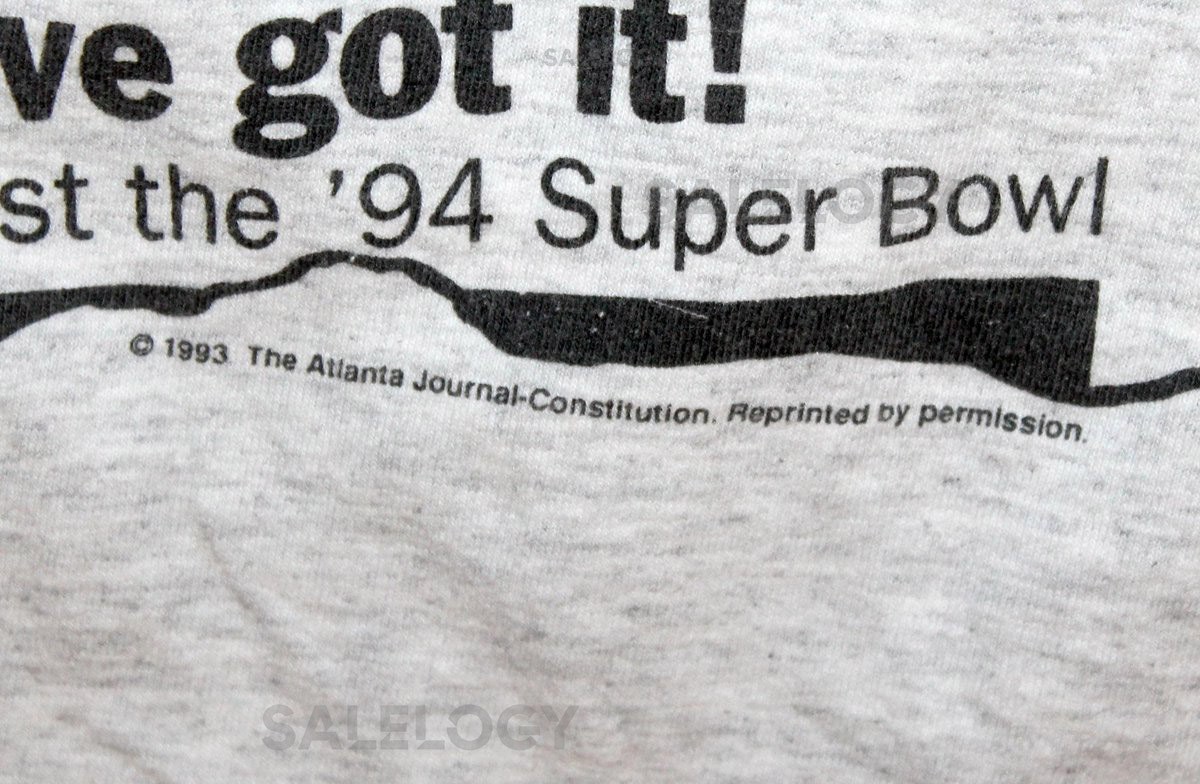 ve got it!
st the '94 Super Bowl
© 1993 The Atlanta Journal-Constitution. Reprinted by permission.
SALELOGY